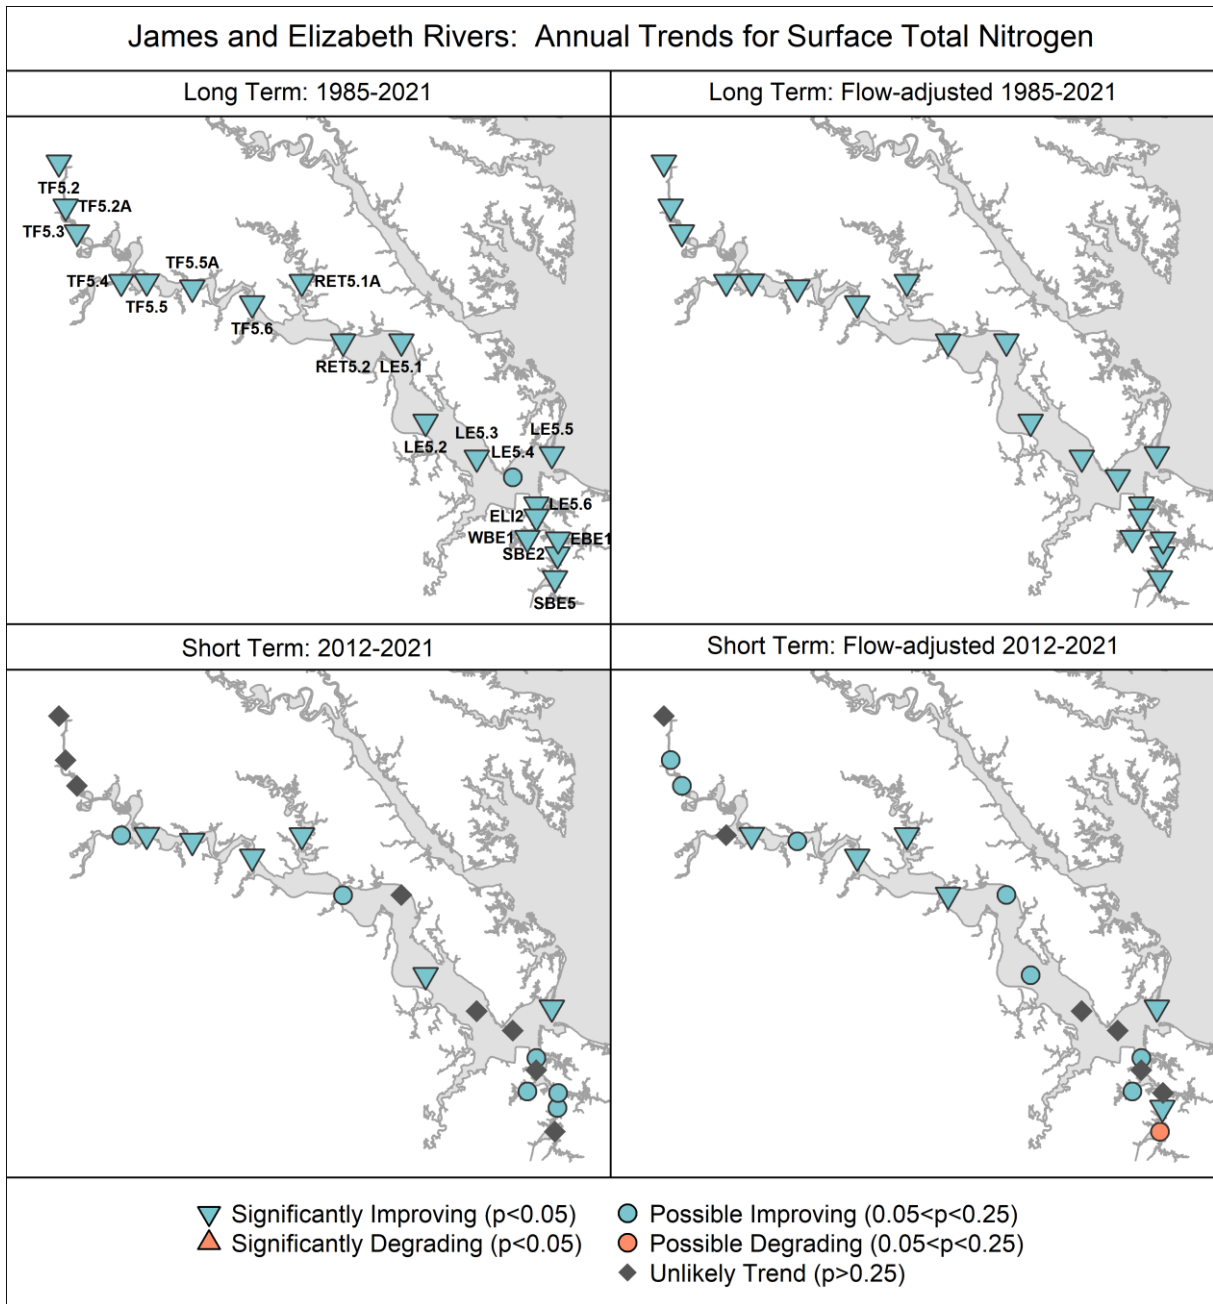 James and Elizabeth Rivers:  Annual Trends for Surface Total Nitrogen
Long Term: 1985-2021
Long Term: Flow-adjusted 1985-2021
TF5.2
TF5.2A
TF5.3
TF5.5A
TF5.4
RET5.1A
TF5.5
TF5.6
RET5.2
LE5.1
LE5.5
LE5.3
LE5.2
LE5.4
LE5.6
ELI2
WBE1
EBE1
SBE2
SBE5
Short Term: 2012-2021
Short Term: Flow-adjusted 2012-2021
Significantly Improving (p<0.05)
Possible Improving (0.05<p<0.25)
Significantly Degrading (p<0.05)
Possible Degrading (0.05<p<0.25)
Unlikely Trend (p>0.25)